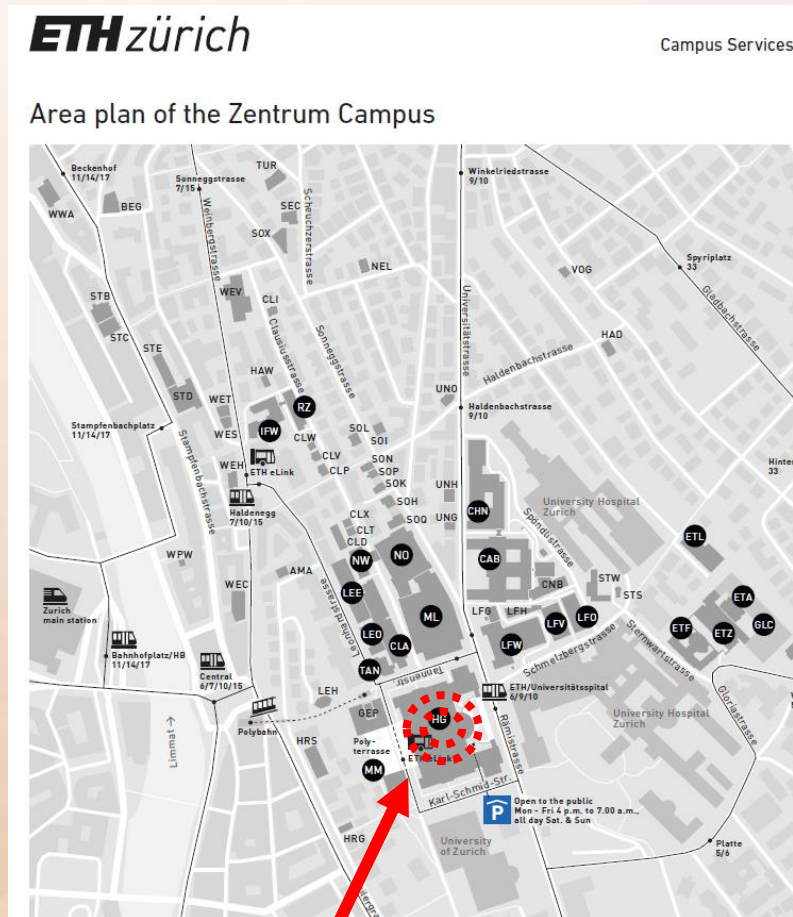 ETH zürich
Campus Services
Area plan of the Zentrum Campus
Beckenhof
11/14/17
Sonneggstrasse
7/15
TUR
Winkelriedstrasse
9/10
WWA
BEG
Weinbergstrasse
SEC
SOX
Scheuchzerstrasse
NEL
VOG
Spyriplatz
33
Gladbachstrasse
STB
STC
WEV
CLI
Clausiusstrasse
Sonneggstrasse
Universitätstrasse
HAD
Haldenbachstrasse
STE
STD
HAW
WET
RZ
UNO
Haldenbachstrasse
9/10
Stampfenbachplatz
11/14/17
Stampfenbachstrasse
WES
IFW
CLW
SOL
SOI
WEH
ETH eLink
CLV
CLP
SON
SOP
SOK
UNH
Hinter
33
Haldenegg
7/10/15
SOH
CLX
CLT
CLD
SOQ
UNG
CHN
University Hospital
Zurich
Spöndlistrasse
ETL
WPW
WEC
AMA
NW
NO
CAB
CNB
STW
STS
Zurich
main station
LEE
Leonhardstrasse
LEO
CLA
ML
LFG
LFH
LFW
LFV
LFO
ETF
ETZ
ETA
GLC
Bahnhofplatz/HB
11/14/17
Central
6/7/10/15
TAN
Tannenstr.
Schmelzbergstrasse
Sternwartstrasse
LEH
ETH/Universitätsspital
6/9/10
Gloriastrasse
Limmat →
Polybahn
GEP
HG
Rämistrasse
University Hospital
Zurich
HRS
Poly-
terrasse
ETH eLink
MM
Karl-Schmid-Str.
P
Open to the public
Mon - Fri 4 p.m. to 7.00 a.m.,
all day Sat. & Sun
HRG
University
of Zurich
Platte
5/6